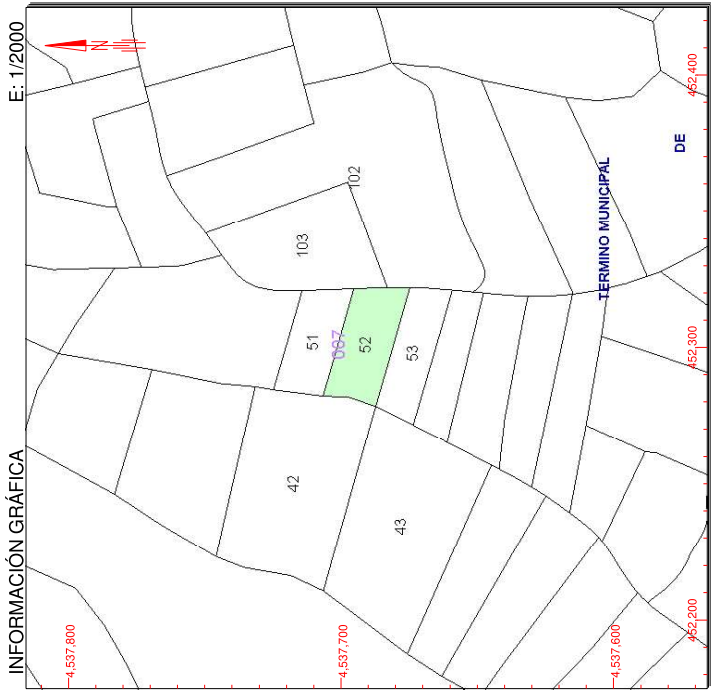 INFORMACIÓN GRÁFICA
E: 1/2000
N
102
103
51
007
52
53
42
43
TERMINO MUNICIPAL
DE
452,400
452,300
452,200
4,537,800
4,537,700
4,537,600